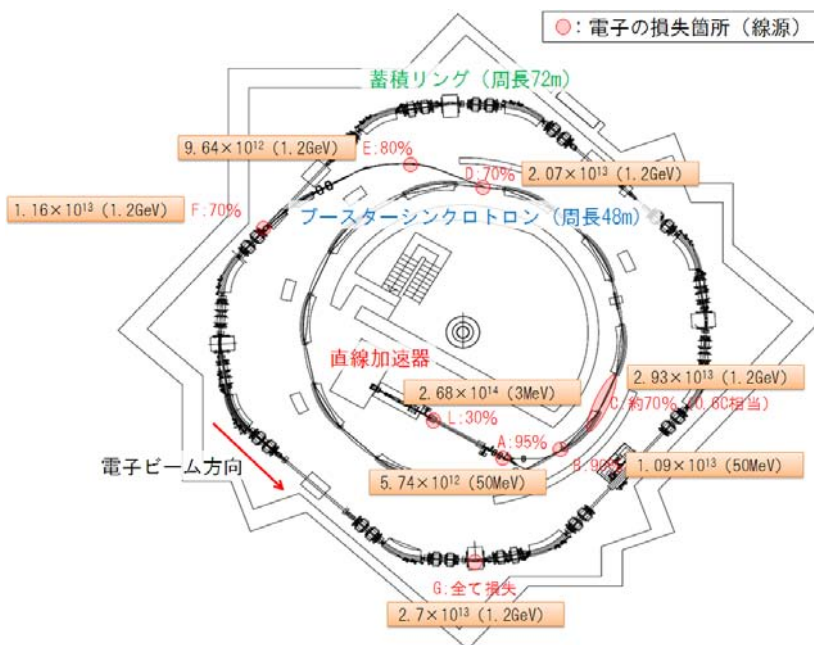 ○：電子の損失箇所（線源）
蓄積リング（周長72m）
9.64×10¹²（1.2GeV）
E:80%
D:70%
2.07×10¹³（1.2GeV）
1.16×10¹³（1.2GeV）
F:70%
ブースターシンクロトロン（周長48m）
直線加速器
2.68×10¹⁴（3MeV）
2.93×10¹³（1.2GeV）
C:約70%（0.6C相当）
L:30%
A:95%
電子ビーム方向
5.74×10¹²（50MeV）
B:90%
1.09×10¹³（50MeV）
G:全て損失
2.7×10¹³（1.2GeV）